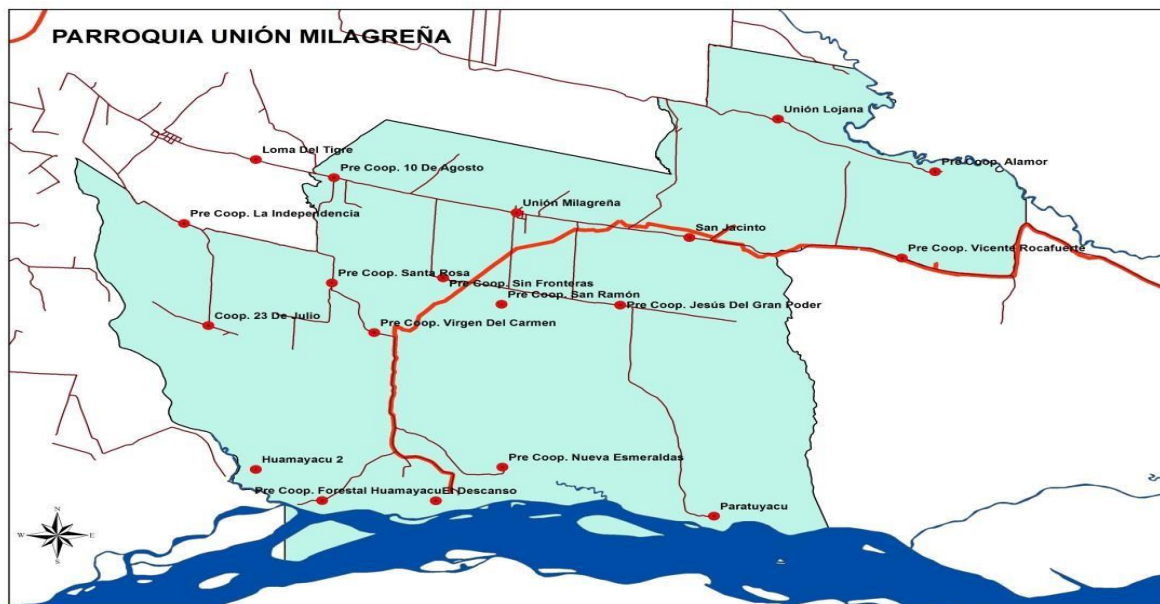 PARROQUIA UNIÓN MILAGREÑA
Unión Lojana
Loma Del Tigre
Pre Coop. Alamor
Pre Coop. 10 De Agosto
Unión Milagreña
Pre Coop. La Independencia
San Jacinto
Pre Coop. Vicente Rocafuerte
Pre Coop. Santa Rosa
Pre Coop. Sin Fronteras
Pre Coop. San Ramón
Pre Coop. Jesús Del Gran Poder
Coop. 23 De Julio
Pre Coop. Virgen Del Carmen
Huamayacu 2
Pre Coop. Nueva Esmeraldas
Pre Coop. Forestal Huamayacu
El Descanso
Paratuyacu
N
W
E
S